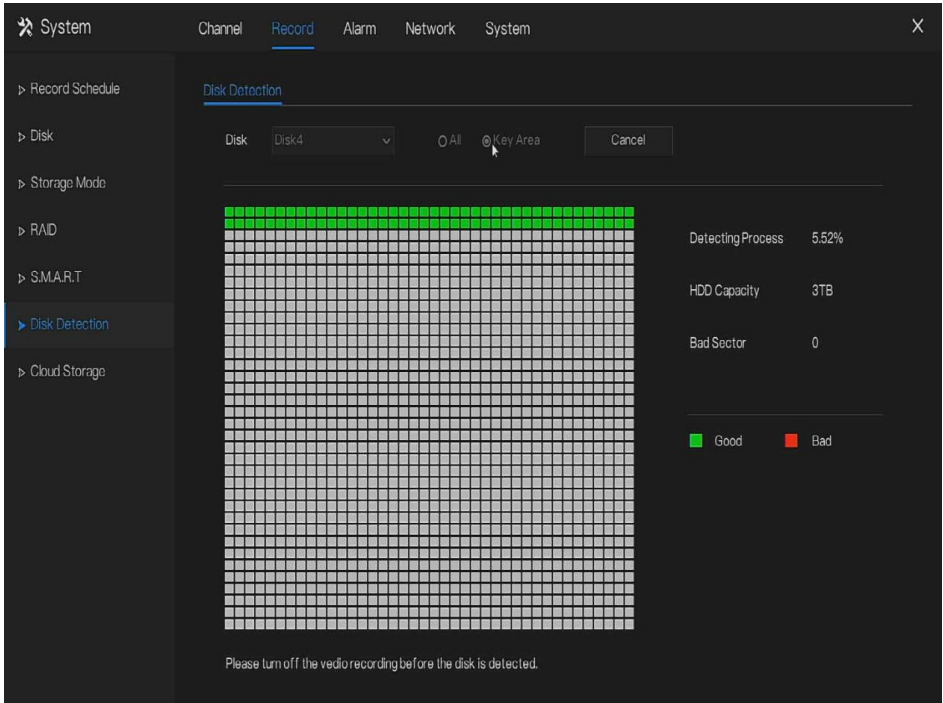 System
Channel Record Alarm Network System X
Record Schedule
Disk
Storage Mode
RAID
S.M.A.R.T
Disk Detection
Cloud Storage
Disk Detection
Disk Disk4 All Key Area Cancel
Detecting Process 5.52%
HDD Capacity 3TB
Bad Sector 0
Good Bad
Please turn off the vedio recording before the disk is detected.